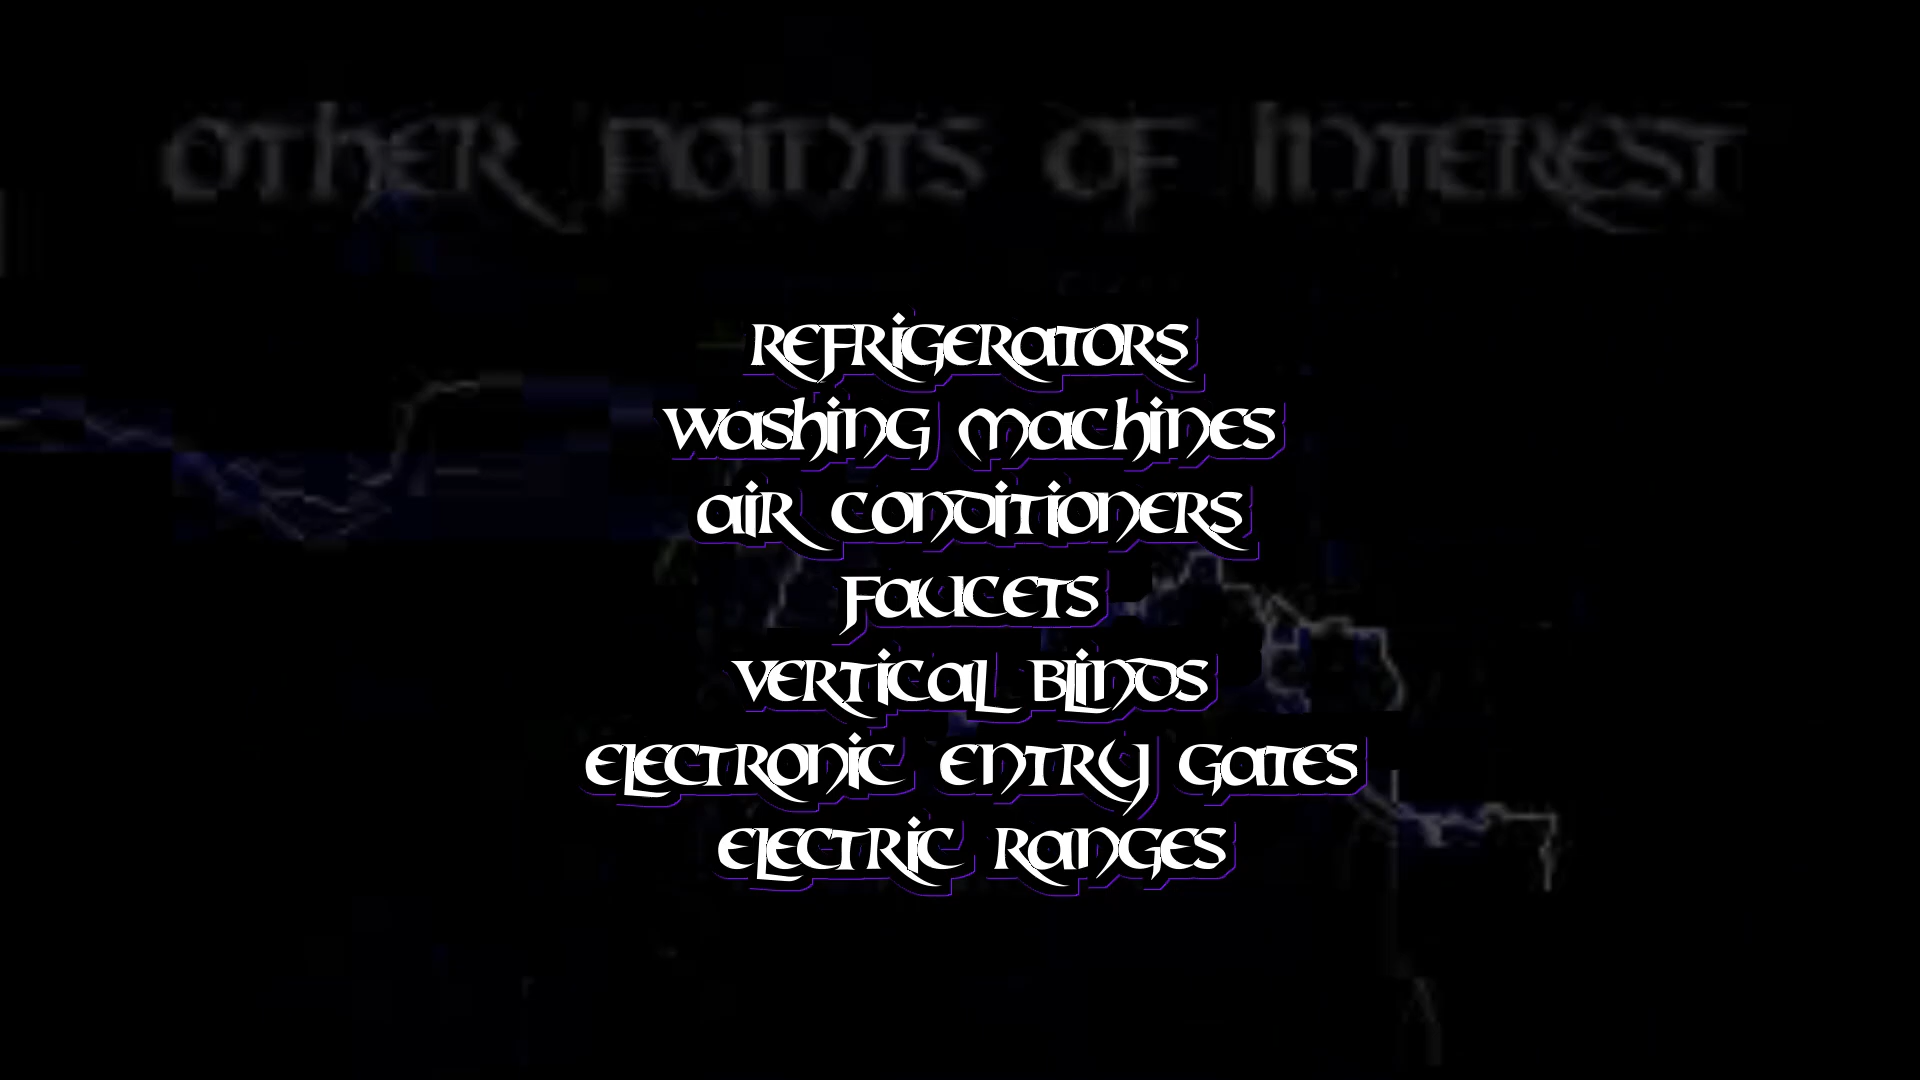 Other Points of Interest
Refrigerators
Washing Machines
Air Conditioners
Faucets
Vertical Blinds
Electronic Entry Gates
Electric Ranges